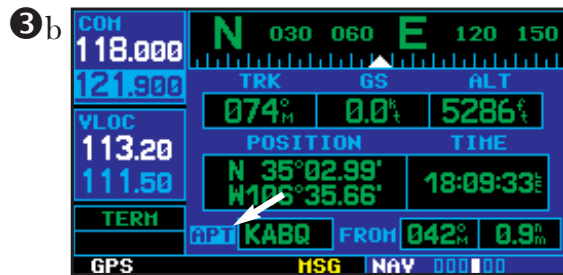 3 b
COM
118.000
121.900
VLOC
113.20
111.50
TERM
GPS
N 030 060 E 120 150
TRK GS ALT
074°M 0.0kt 5286ft
POSITION TIME
N 35°02.99'
W106°35.66'
18:09:33
APT KABQ FROM 042°M 0.9nm
MSG NAV